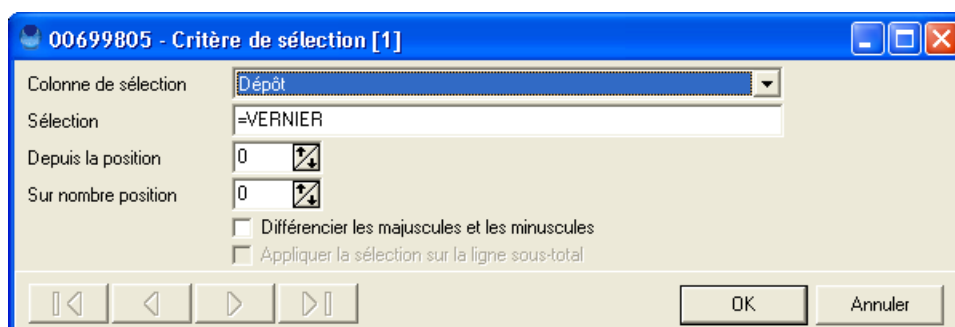 00699805 - Critère de sélection [1]
Colonne de sélection Dépôt
Sélection =VERNIER
Depuis la position 0
Sur nombre position 0
Différencier les majuscules et les minuscules
Appliquer la sélection sur la ligne sous-total
OK Annuler